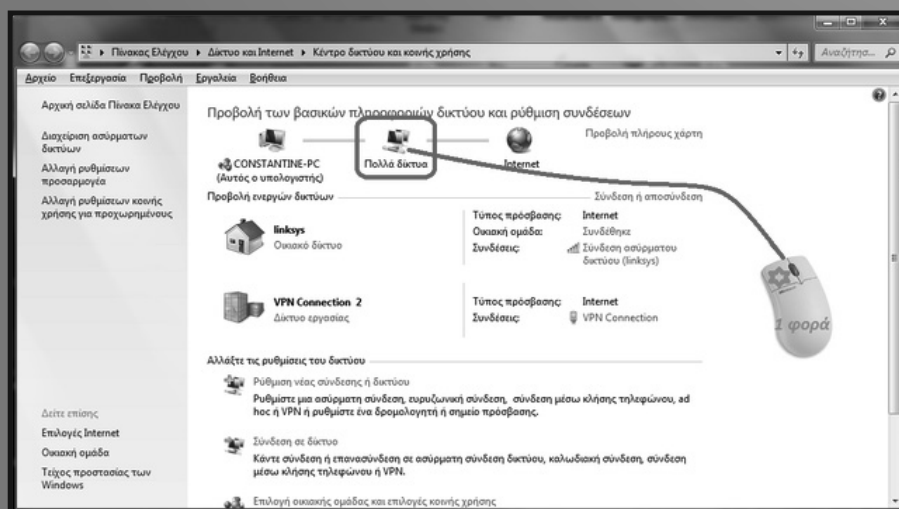 Πίνακας Ελέγχου ▸ Δίκτυο και Internet ▸ Κέντρο δικτύου και κοινής χρήσης
Αναζήτησ...
Αρχείο Επεξεργασία Προβολή Εργαλεία Βοήθεια
Αρχική σελίδα Πίνακα Ελέγχου
Διαχείριση ασύρματων
δικτύων
Αλλαγή ρυθμίσεων
προσαρμογέα
Αλλαγή ρυθμίσεων κοινής
χρήσης για προχωρημένους
Προβολή των βασικών πληροφοριών δικτύου και ρύθμιση συνδέσεων
Προβολή πλήρους χάρτη
CONSTANTINE-PC
(Αυτός ο υπολογιστής)
Πολλά δίκτυα
Internet
Προβολή ενεργών δικτύων
Σύνδεση ή αποσύνδεση
linksys
Οικιακό δίκτυο
Τύπος πρόσβασης: Internet
Οικιακή ομάδα: Συνδέθηκε
Συνδέσεις: Σύνδεση ασύρματου
δικτύου (linksys)
VPN Connection 2
Δίκτυο εργασίας
Τύπος πρόσβασης: Internet
Συνδέσεις: VPN Connection
1 φορά
Αλλάξτε τις ρυθμίσεις του δικτύου
Ρύθμιση νέας σύνδεσης ή δικτύου
Ρυθμίστε μια ασύρματη σύνδεση, ευρυζωνική σύνδεση, σύνδεση μέσω κλήσης τηλεφώνου, ad
hoc ή VPN ή ρυθμίστε ένα δρομολογητή ή σημείο πρόσβασης.
Σύνδεση σε δίκτυο
Κάντε σύνδεση ή επανασύνδεση σε ασύρματη σύνδεση δικτύου, καλωδιακή σύνδεση, σύνδεση
μέσω κλήσης τηλεφώνου ή VPN.
Επιλογή οικιακής ομάδας και επιλογές κοινής χρήσης
Δείτε επίσης
Επιλογές Internet
Οικιακή ομάδα
Τείχος προστασίας των
Windows